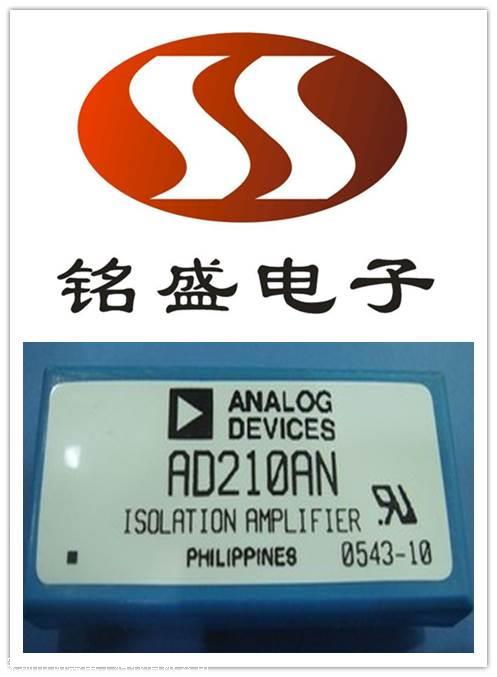 铭盛电子
ANALOG
DEVICES
AD210AN
ISOLATION AMPLIFIER
PHILIPPINES
0543-10